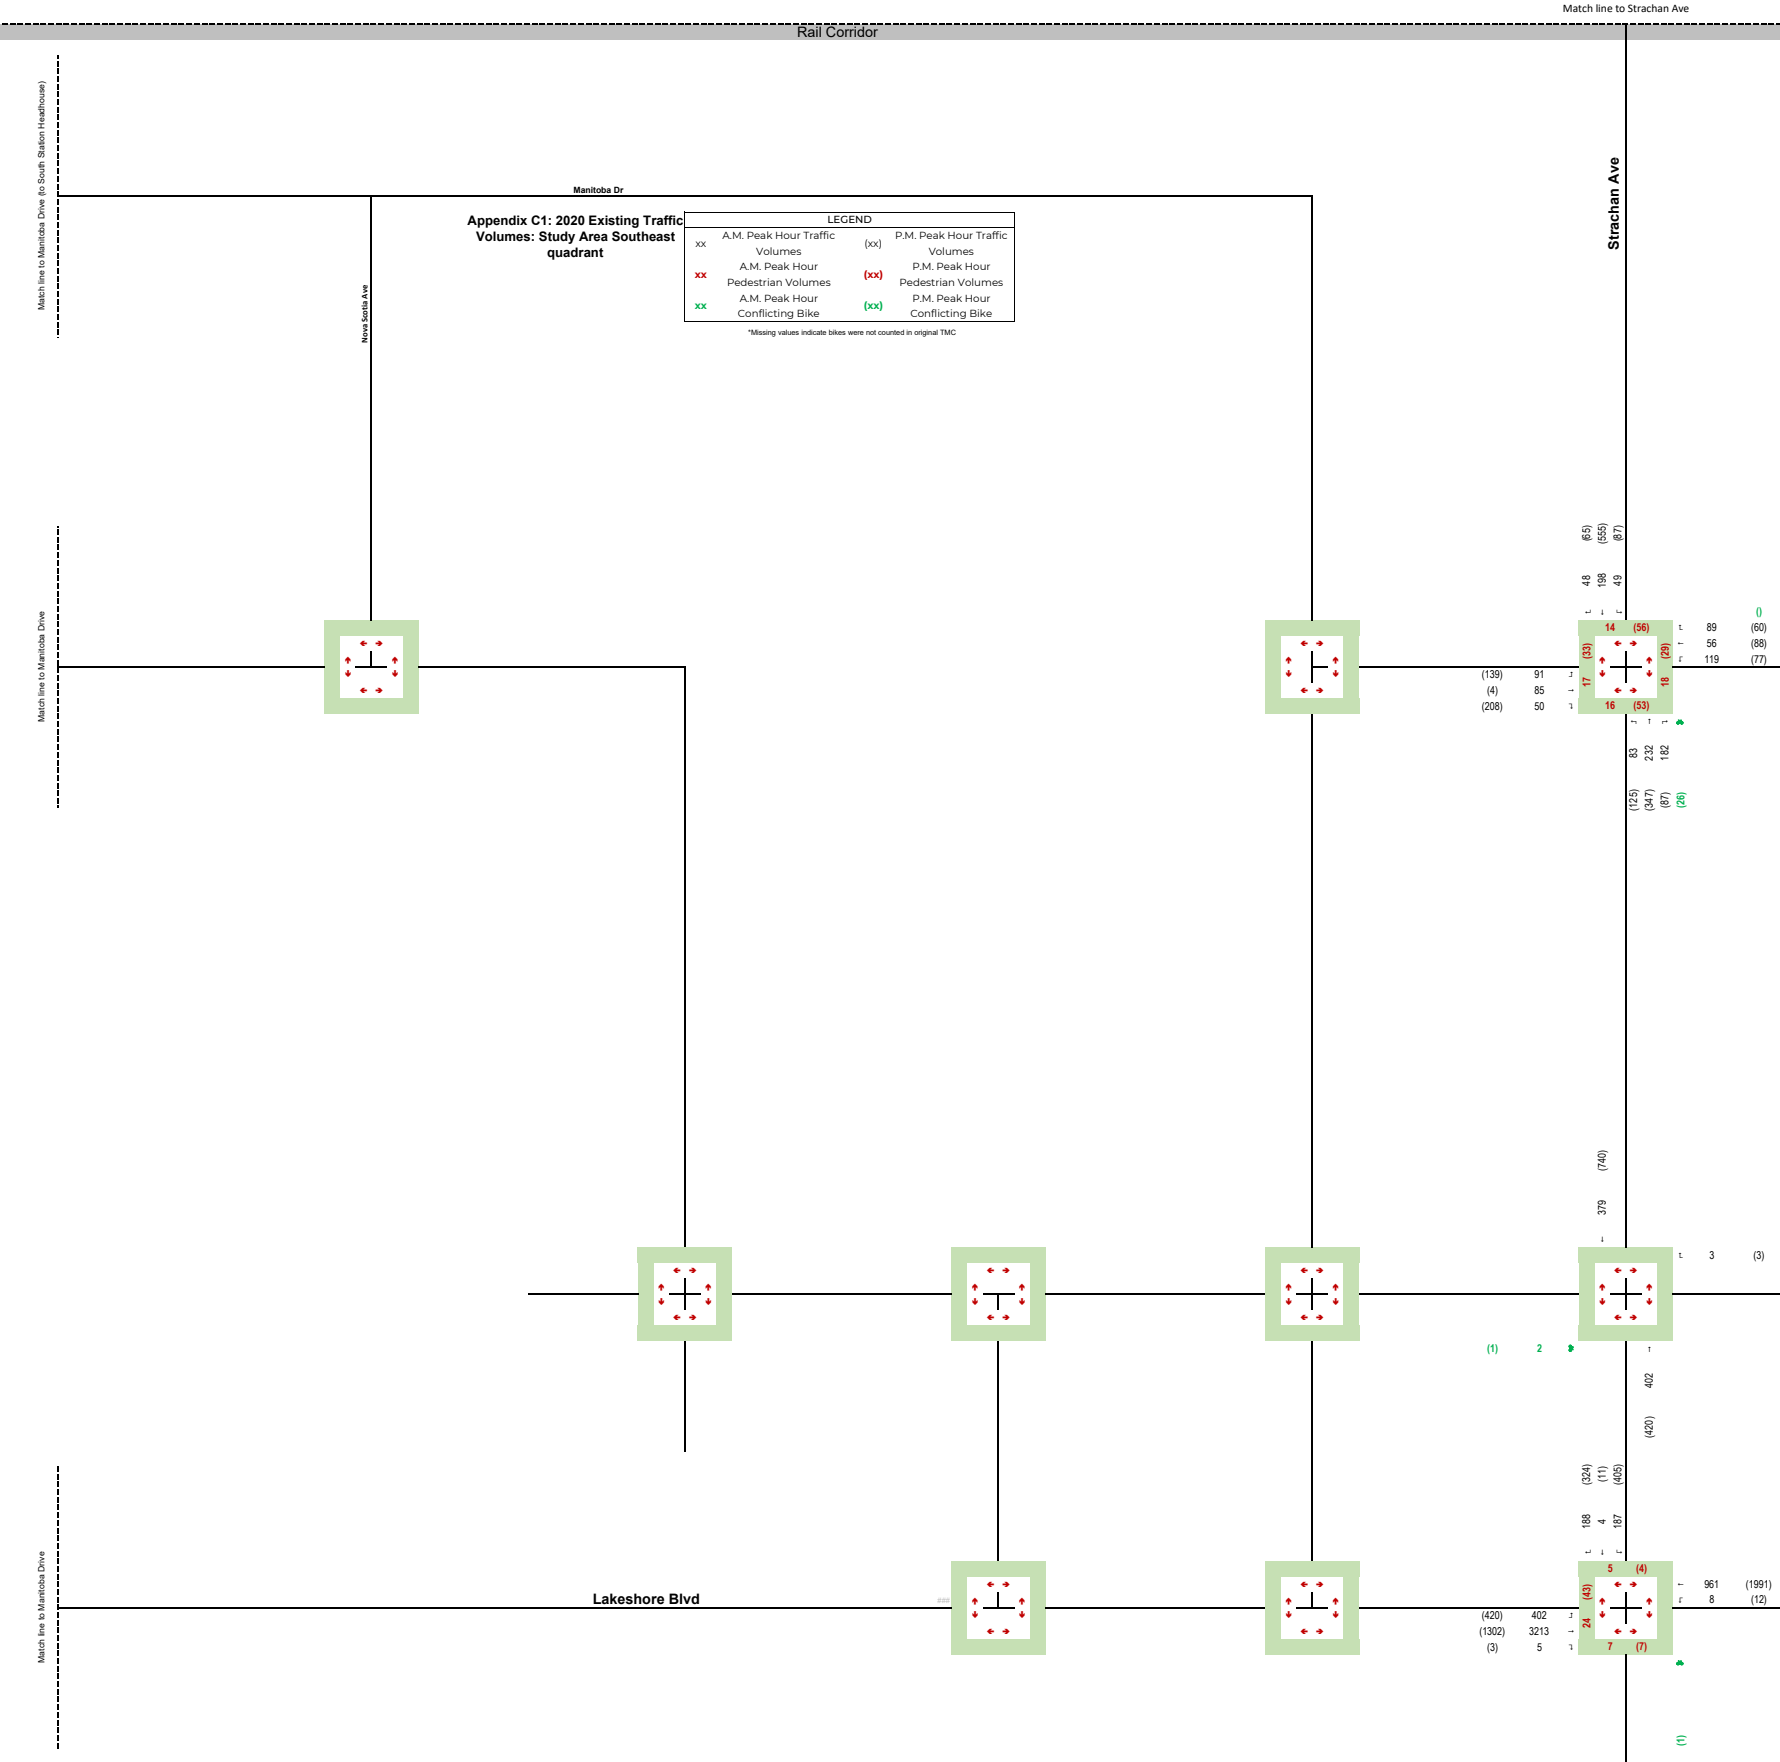 Match line to Strachan Ave
Rail Corridor
Match line to Manitoba Drive (to South Station Headhouse)
Strachan Ave
Manitoba Dr
Appendix C1: 2020 Existing Traffic
Volumes: Study Area Southeast
quadrant
LEGEND
xx A.M. Peak Hour Traffic Volumes (xx) P.M. Peak Hour Traffic Volumes
xx A.M. Peak Hour Pedestrian Volumes (xx) P.M. Peak Hour Pedestrian Volumes
xx A.M. Peak Hour Conflicting Bike (xx) P.M. Peak Hour Conflicting Bike
*Missing values indicate bikes were not counted in original TMC
Nova Scotia Ave
Match line to Manitoba Drive
(65) (555) (87)
48 198 49
()
14 (56) 89 (60)
56 (88)
(33) (29) 119 (77)
(139) 91
(4) 85 17 18
(208) 50 16 (53)
83 232 182
(125) (347) (87) (26)
(740)
379
3 (3)
(1) 2
402
(420)
(324) (11) (405)
188 4 187
Match line to Manitoba Drive
5 (4)
(43) 961 (1991)
Lakeshore Blvd ### 8 (12)
(420) 402 24
(1302) 3213
(3) 5 7 (7)
(1)